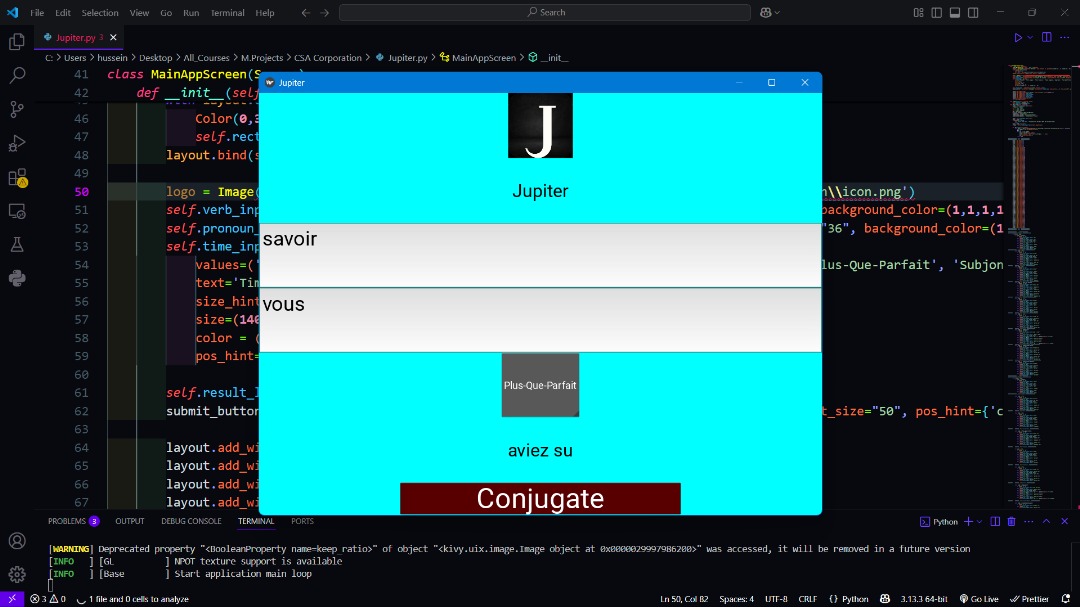 File Edit Selection View Go Run Terminal Help Search
Jupiter.py 3
C: > Users > hussein > Desktop > All_Courses > M.Projects > CSA Corporation > Jupiter.py > MainAppScreen > __init__
41 class MainAppScreen(S
42 def __init__(self
46 Color(0,3
47 self.rect
48 layout.bind(s
49
50 logo = Image( n\\icon.png')
51 self.verb_inp background_color=(1,1,1,1
52 self.pronoun_ "36", background_color=(1
53 self.time_inp
54 values=(' lus-Que-Parfait', 'Subjon
55 text='Tim
56 size_hint
57 size=(140
58 color = (
59 pos_hint=
60
61 self.result_l
62 submit_button t_size="50", pos_hint={'c
63
64 layout.add_wi
65 layout.add_wi
66 layout.add_wi
67 layout.add_wi
Jupiter
J
Jupiter
savoir
vous
Plus-Que-Parfait
aviez su
Conjugate
PROBLEMS 3 OUTPUT DEBUG CONSOLE TERMINAL PORTS Python
[WARNING] Deprecated property "<BooleanProperty name=keep_ratio>" of object "<kivy.uix.image.Image object at 0x0000029997986200>" was accessed, it will be removed in a future version
[INFO ] [GL ] NPOT texture support is available
[INFO ] [Base ] Start application main loop
3 0 1 file and 0 cells to analyze Ln 50, Col 82 Spaces: 4 UTF-8 CRLF {} Python 3.13.3 64-bit Go Live Prettier